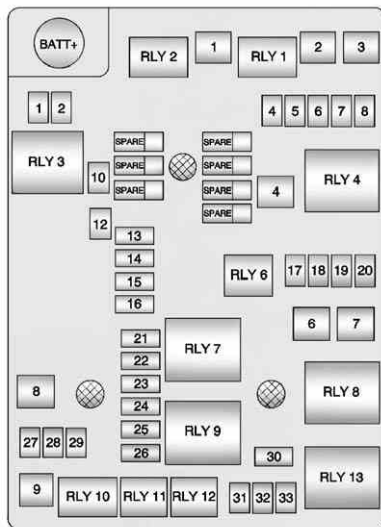 BATT+
RLY 2
1
RLY 1
2
3
1 2
4 5 6 7 8
RLY 3
SPARE
SPARE
SPARE
SPARE
SPARE
SPARE
SPARE
10
4
RLY 4
12
13
14
15
16
RLY 6
17 18 19 20
6
7
21
22
23
24
25
26
RLY 7
8
RLY 8
RLY 9
27 28 29
30
9
RLY 10
RLY 11
RLY 12
31 32 33
RLY 13